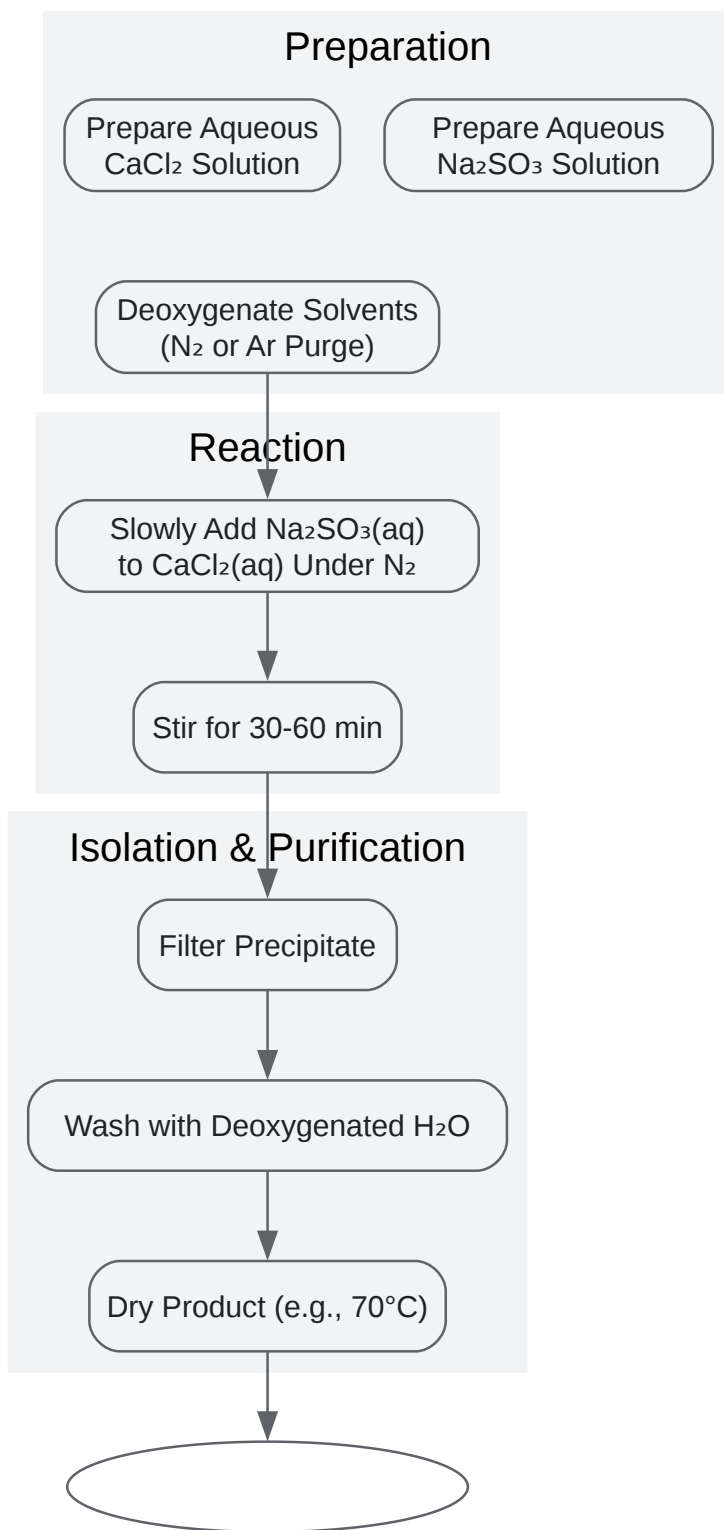 Preparation
Prepare Aqueous
CaCl₂ Solution
Prepare Aqueous
Na₂SO₃ Solution
Deoxygenate Solvents
(N₂ or Ar Purge)
Reaction
Slowly Add Na₂SO₃(aq)
to CaCl₂(aq) Under N₂
Stir for 30-60 min
Isolation & Purification
Filter Precipitate
Wash with Deoxygenated H₂O
Dry Product (e.g., 70°C)